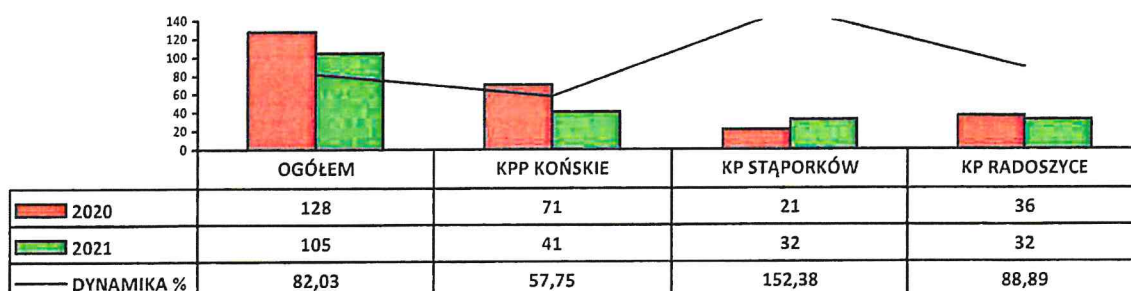 140
120
100
80
60
40
20
0
OGÓŁEM KPP KOŃSKIE KP STĄPORKÓW KP RADOSZYCE
2020 128 71 21 36
2021 105 41 32 32
DYNAMIKA % 82,03 57,75 152,38 88,89